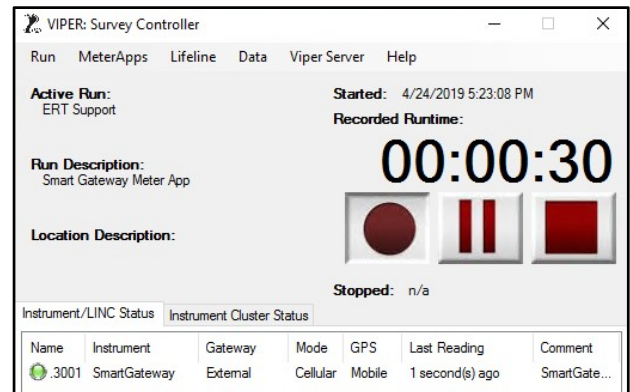 VIPER: Survey Controller
Run MeterApps Lifeline Data Viper Server Help
Active Run:
ERT Support
Started: 4/24/2019 5:23:08 PM
Recorded Runtime:
00:00:30
Run Description:
Smart Gateway Meter App
Location Description:
Stopped: n/a
Instrument/LINC Status Instrument Cluster Status
Name Instrument Gateway Mode GPS Last Reading Comment
.3001 SmartGateway External Cellular Mobile 1 second(s) ago SmartGate...